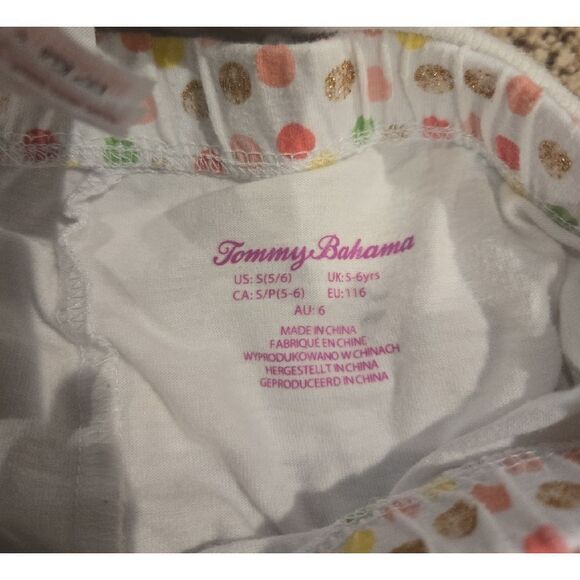 Tommy Bahama
US: S(5/6) UK: 5-6yrs
CA: S/P(5-6) EU: 116
AU: 6
MADE IN CHINA
FABRIQUÉ EN CHINE
WYPRODUKOWANO W CHINACH
HERGESTELLT IN CHINA
GEPRODUCEERD IN CHINA